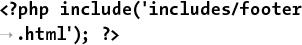 <?php include('includes/footer
→.html'); ?>